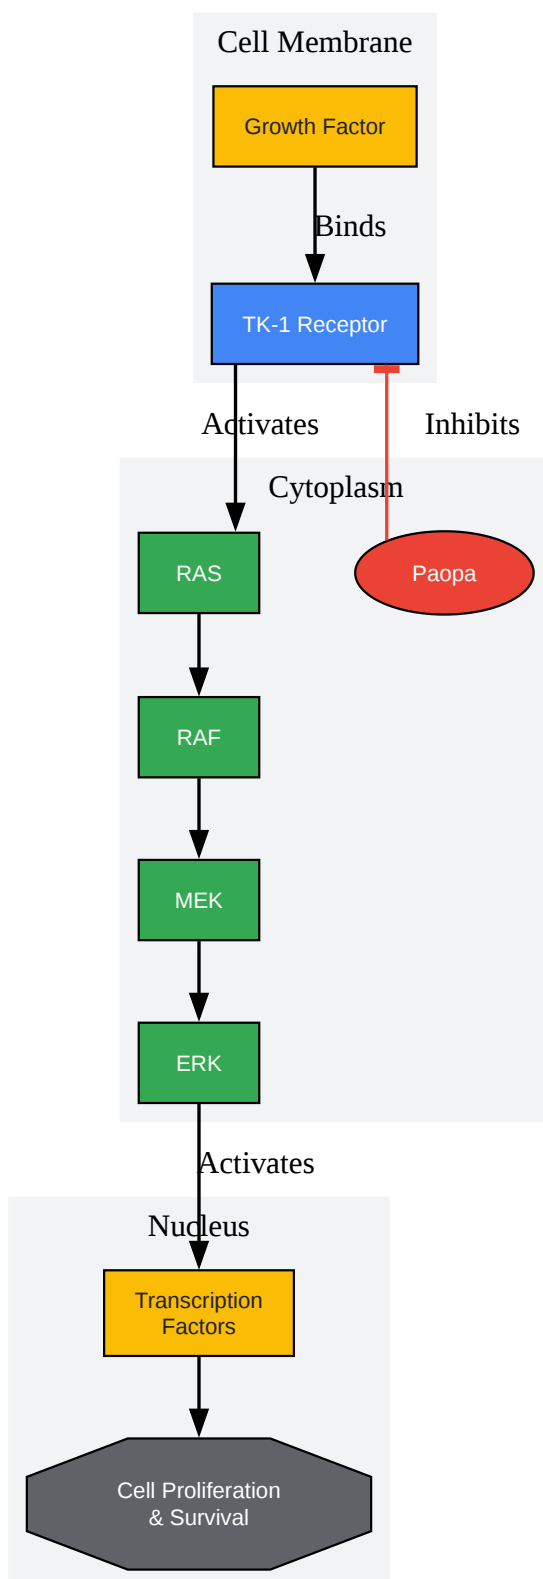 Cell Membrane
Growth Factor
Binds
TK-1 Receptor
Activates
Inhibits
Cytoplasm
RAS
Paopa
RAF
MEK
ERK
Activates
Nucleus
Transcription
Factors
Cell Proliferation
& Survival